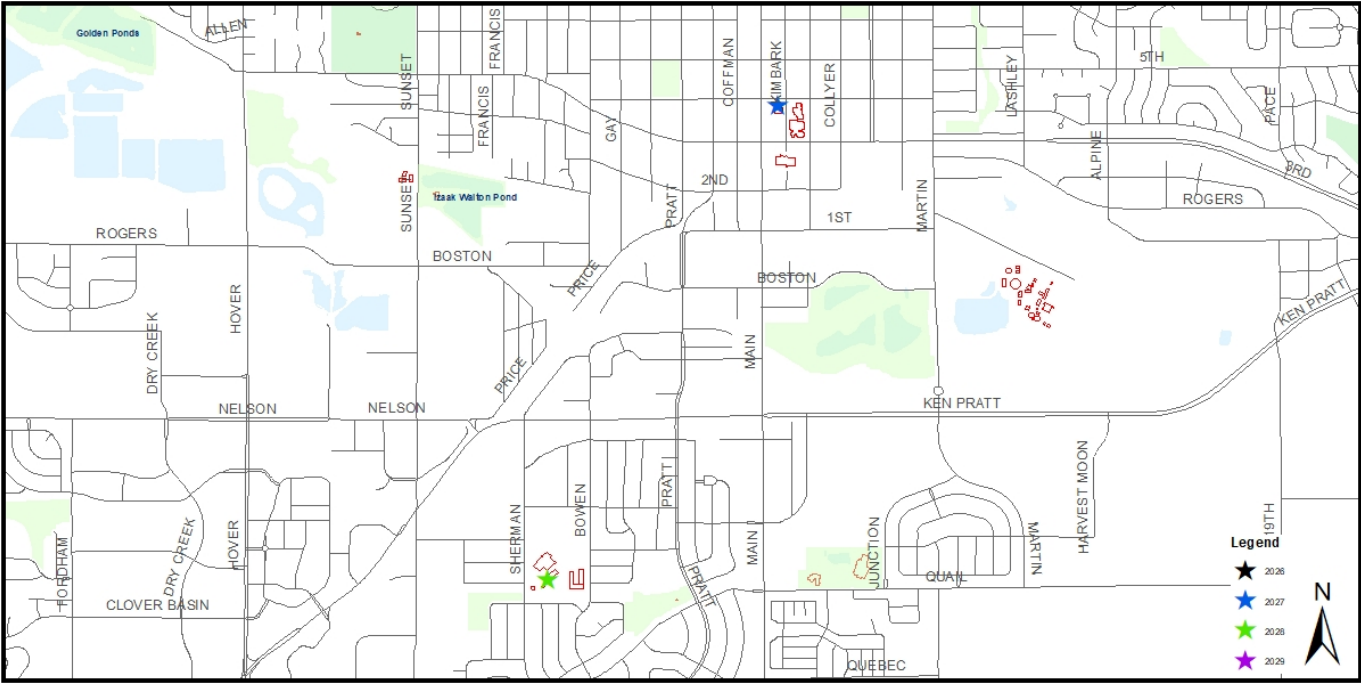 Golden Ponds
ALLEN
SUNSET
FRANCIS
FRANCIS
GAY
COFFMAN
KIMBARK
COLLYER
LASHLEY
5TH
PACE
ALPINE
3RD
2ND
PRATT
MARTIN
ROGERS
SUNSET
Izaak Walton Pond
1ST
ROGERS
BOSTON
BOSTON
PRICE
HOVER
DRY CREEK
MAIN
KEN PRATT
PRICE
NELSON
NELSON
KEN PRATT
HARVEST MOON
PRATT
BOWEN
SHERMAN
MAIN
JUNCTION
MARTIN
19TH
FORDHAM
DRY CREEK
HOVER
CLOVER BASIN
PRATT
QUAIL
QUEBEC
Legend
2026
2027
2028
2029
N